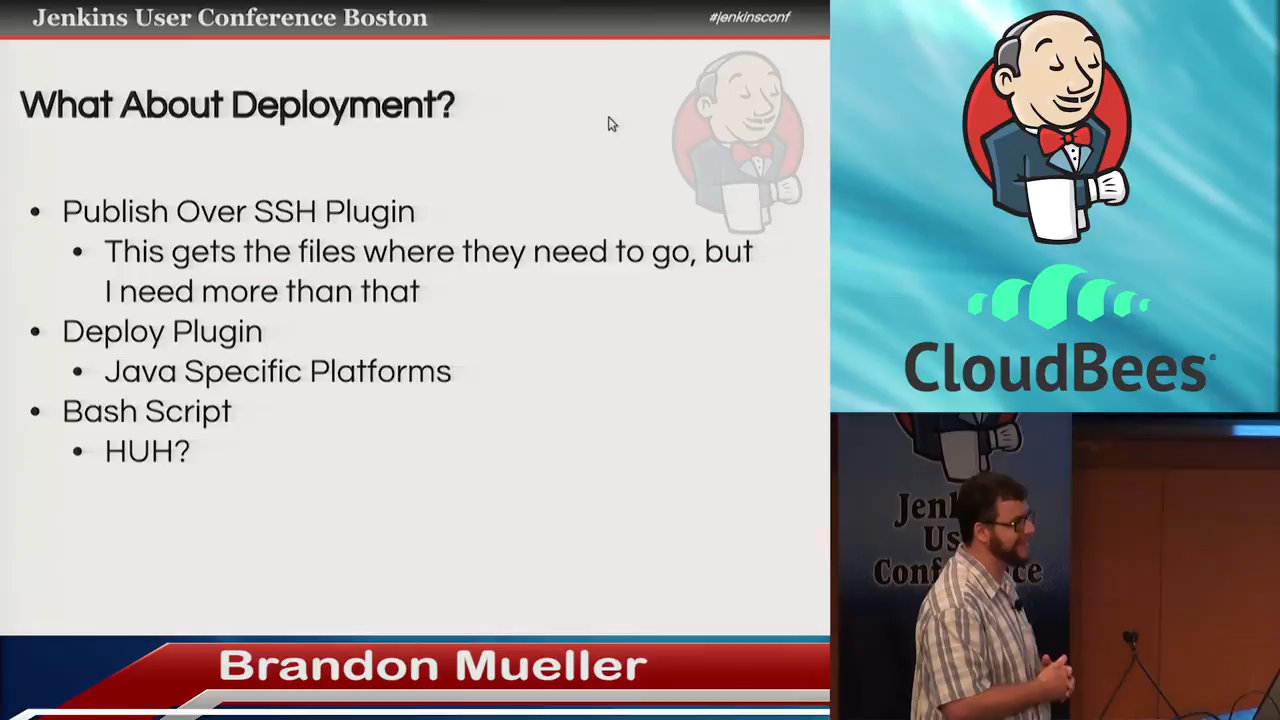 Jenkins User Conference Boston
#jenkinsconf
What About Deployment?
• Publish Over SSH Plugin
• This gets the files where they need to go, but
I need more than that
• Deploy Plugin
• Java Specific Platforms
• Bash Script
• HUH?
CloudBees®
Brandon Mueller